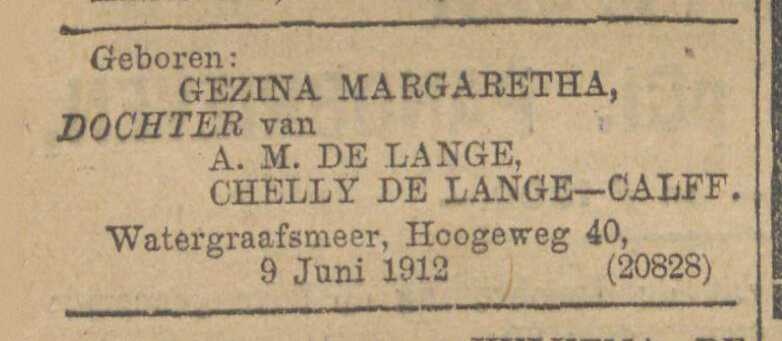 Geboren:
GEZINA MARGARETHA,
DOCHTER van
A. M. DE LANGE,
CHELLY DE LANGE—CALFF.
Watergraafsmeer, Hoogeweg 40,
9 Juni 1912 (20828)